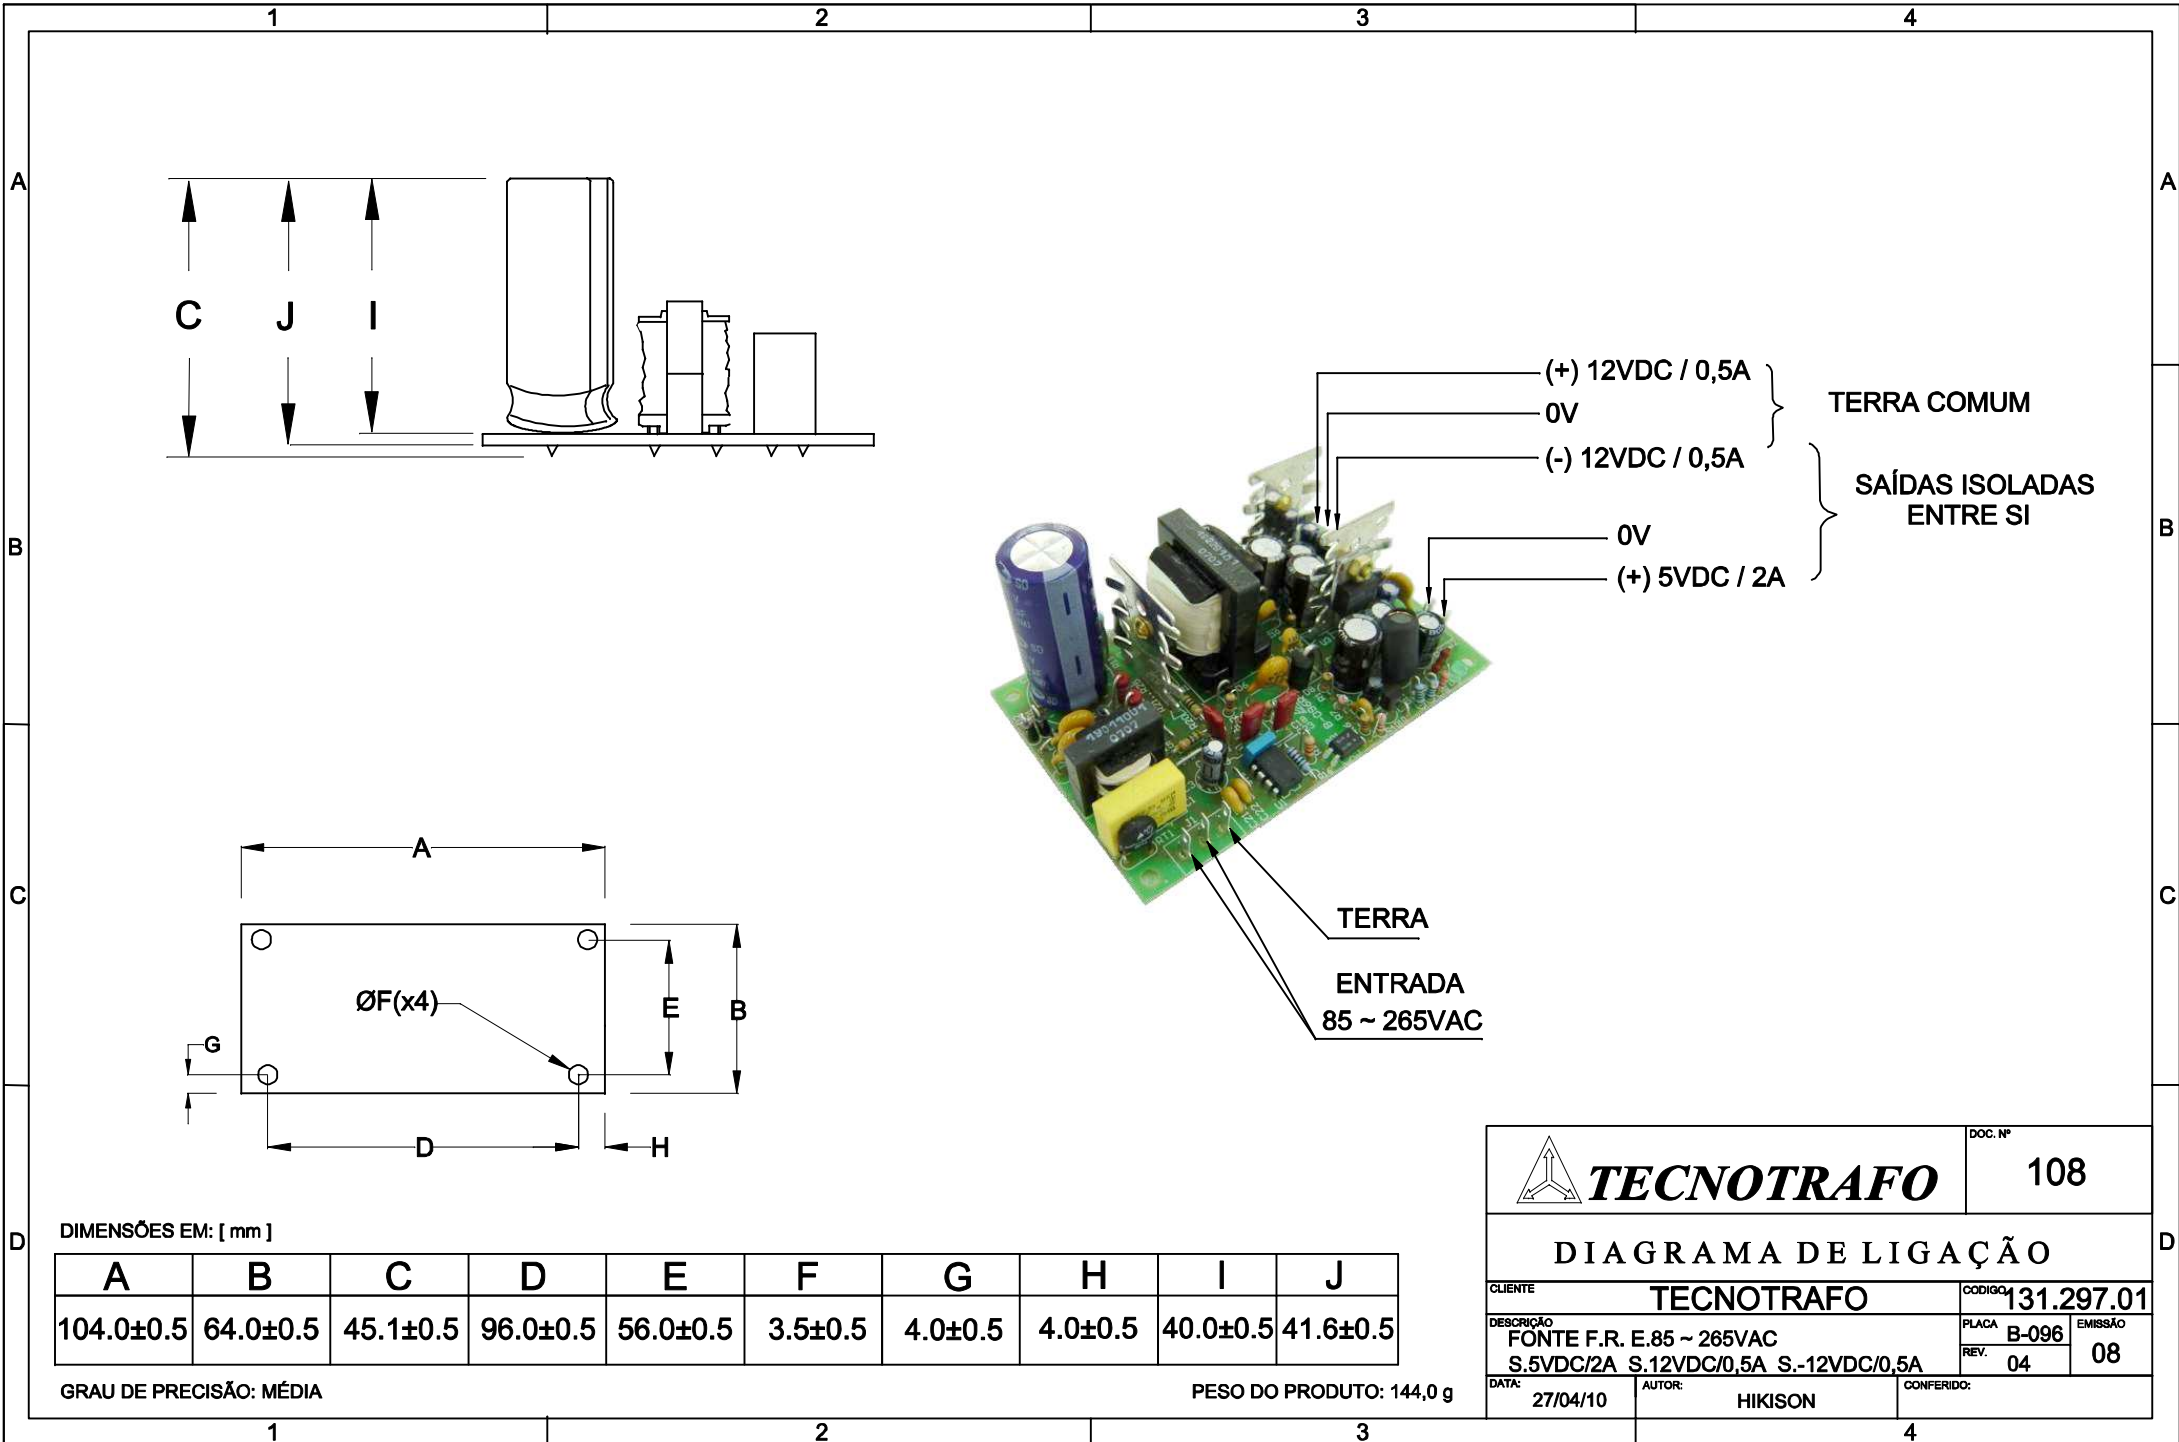 1 2 3 4
A A
B B
C C
D D
C J I
(+) 12VDC / 0,5A
0V
(-) 12VDC / 0,5A
TERRA COMUM
SAÍDAS ISOLADAS
ENTRE SI
0V
(+) 5VDC / 2A
TERRA
ENTRADA
85 ~ 265VAC
A
ØF(x4)
E
B
G
D
H
DIMENSÕES EM: [ mm ]
A B C D E F G H I J
104.0±0.5 64.0±0.5 45.1±0.5 96.0±0.5 56.0±0.5 3.5±0.5 4.0±0.5 4.0±0.5 40.0±0.5 41.6±0.5
GRAU DE PRECISÃO: MÉDIA
PESO DO PRODUTO: 144,0 g
TECNOTRAFO
DOC. Nº
108
DIAGRAMA DE LIGAÇÃO
CLIENTE
TECNOTRAFO
CODIGO
131.297.01
DESCRIÇÃO
FONTE F.R. E.85 ~ 265VAC
S.5VDC/2A S.12VDC/0,5A S.-12VDC/0,5A
PLACA
B-096
EMISSÃO
08
REV.
04
DATA:
27/04/10
AUTOR:
HIKISON
CONFERIDO:
1 2 3 4